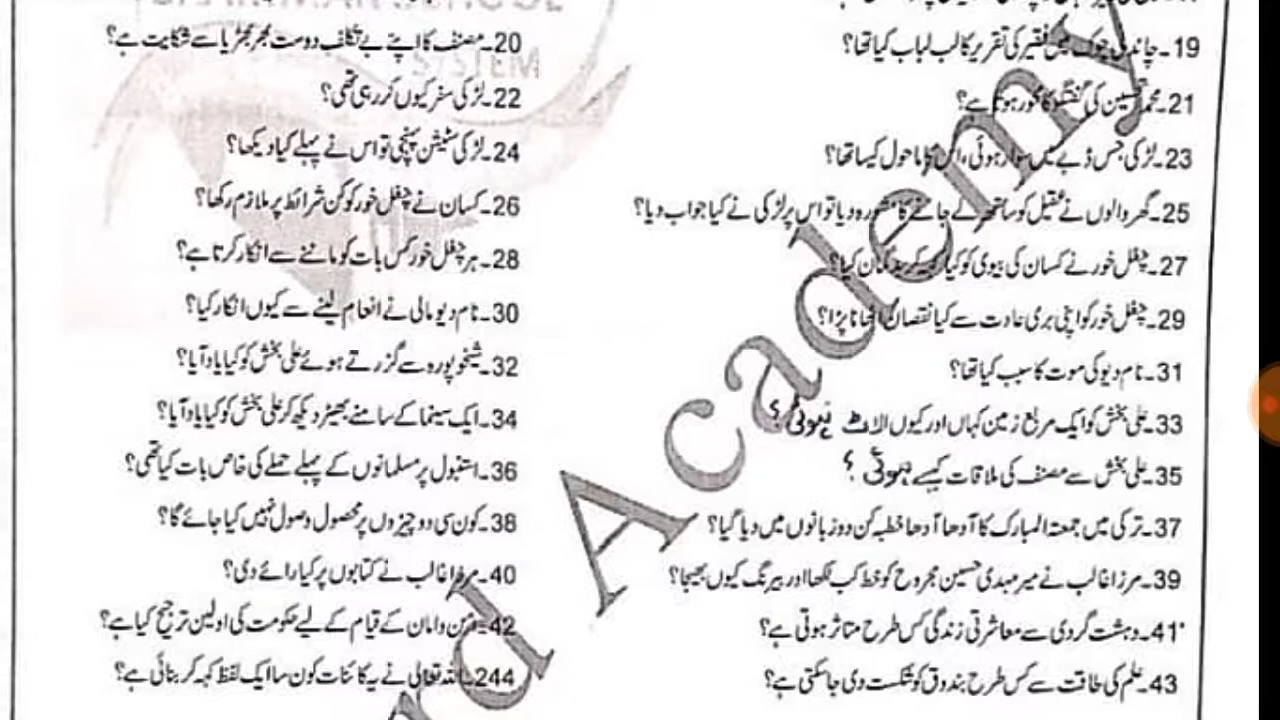 19۔چاندنی چوک میں فقیر کی تقریر کا لب لباب کیا تھا؟
20۔مصنف کا اپنے بے تکلف دوست بھڑبھڑیا سے شکایت ہے؟
21۔محمد تحسین کی گفتگو کا محور ہوتا ہے؟
22۔لڑکی سفر کیوں کر رہی تھی؟
23۔لڑکی جس ڈبے میں سوار ہوئی، اس کا ماحول کیسا تھا؟
24۔لڑکی سٹیشن پہنچی تو اس نے پہلے کیا دیکھا؟
25۔گھر والوں نے عقیل کو ساتھ لے جانے کا مشورہ دیا تو اس پر لڑکی نے کیا جواب دیا؟
26۔کسان نے چغل خور کو کن شرائط پر ملازم رکھا؟
27۔چغل خور نے کسان کی بیوی کو کیا کہہ کر بدگمان کیا؟
28۔ہر چغل خور کس بات کو ماننے سے انکار کرتا ہے؟
29۔چغل خور کو اپنی بری عادت سے کیا نقصان اٹھانا پڑا؟
30۔نام دیو مالی نے انعام لینے سے کیوں انکار کیا؟
31۔نام دیو کی موت کا سبب کیا تھا؟
32۔شیخوپورہ سے گزرتے ہوئے علی بخش کو کیا یاد آیا؟
33۔علی بخش کو ایک مربع زمین کہاں اور کیوں الاٹ ہوئی؟
34۔ایک سینما کے سامنے بھیڑ دیکھ کر علی بخش کو کیا یاد آیا؟
35۔علی بخش سے مصنف کی ملاقات کیسے ہوئی؟
36۔استنبول پر مسلمانوں کے پہلے حملے کی خاص بات کیا تھی؟
37۔ترکی میں جمعتہ المبارک کا آدھا آدھا خطبہ کن دو زبانوں میں دیا گیا؟
38۔کون سی دو چیزوں پر محصول وصول نہیں کیا جائے گا؟
39۔مرزا غالب نے میر مہدی حسین مجروح کو خط کب لکھا اور بیرنگ کیوں بھیجا؟
40۔مرزا غالب نے کتابوں پر کیا رائے دی؟
41۔دہشت گردی سے معاشرتی زندگی کس طرح متاثر ہوتی ہے؟
42۔امن و امان کے قیام کے لیے حکومت کی اولین ترجیح کیا ہے؟
43۔علم کی طاقت سے کس طرح بندوق کو شکست دی جا سکتی ہے؟
244۔اللہ تعالی نے یہ کائنات کون سا ایک لفظ کہہ کر بنائی ہے؟
SYSTEM
Academy